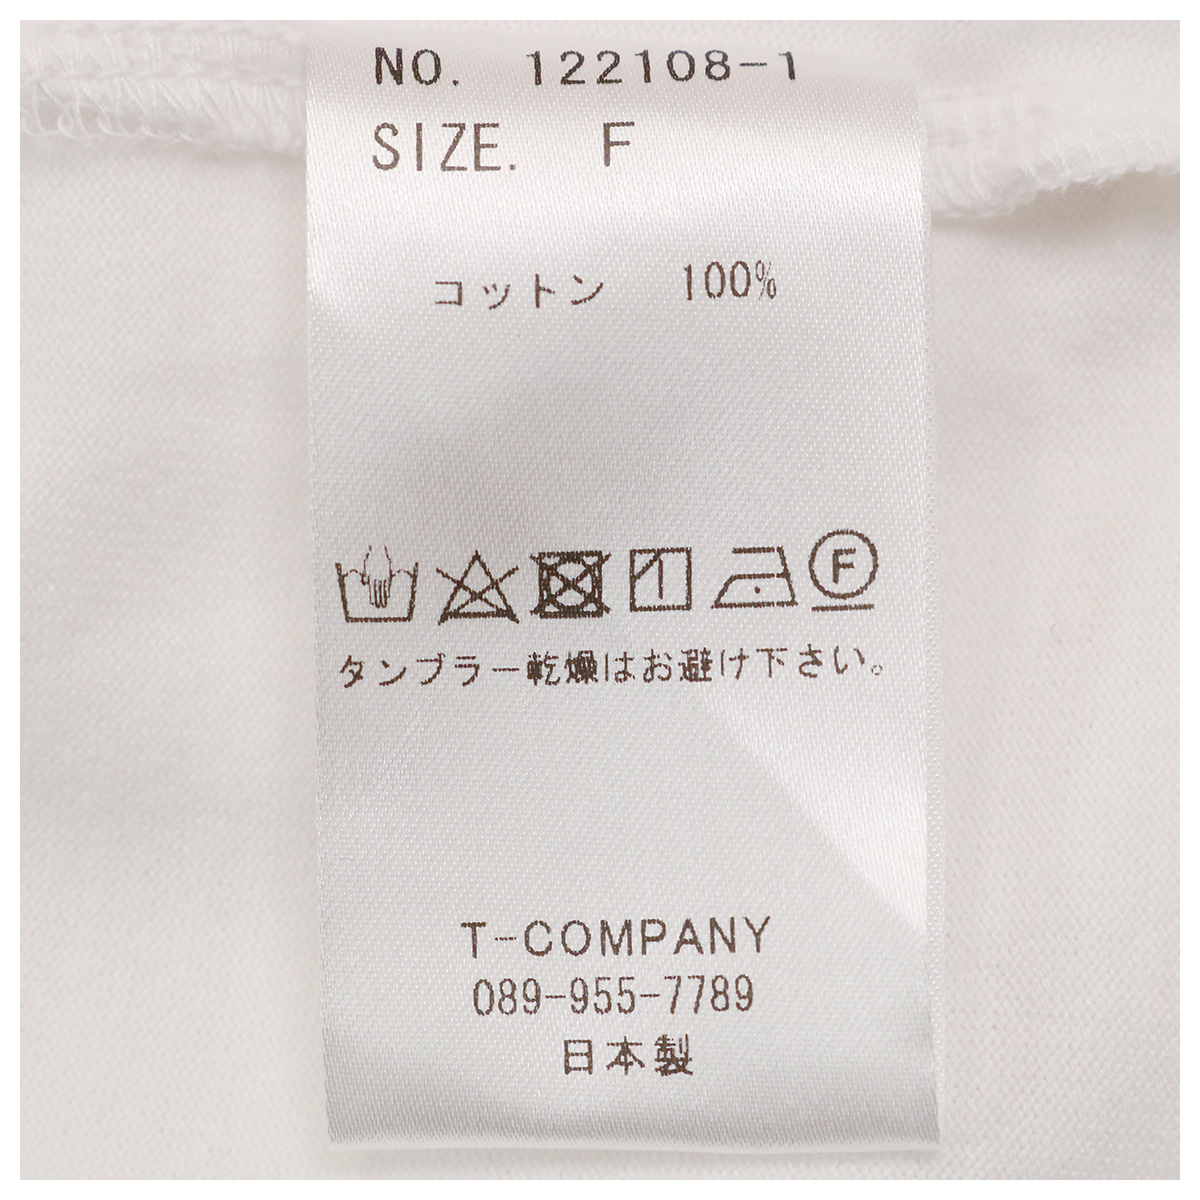 NO. 122108-1
SIZE. F
コットン 100%
F
タンブラー乾燥はお避け下さい。
T-COMPANY
089-955-7789
日本製